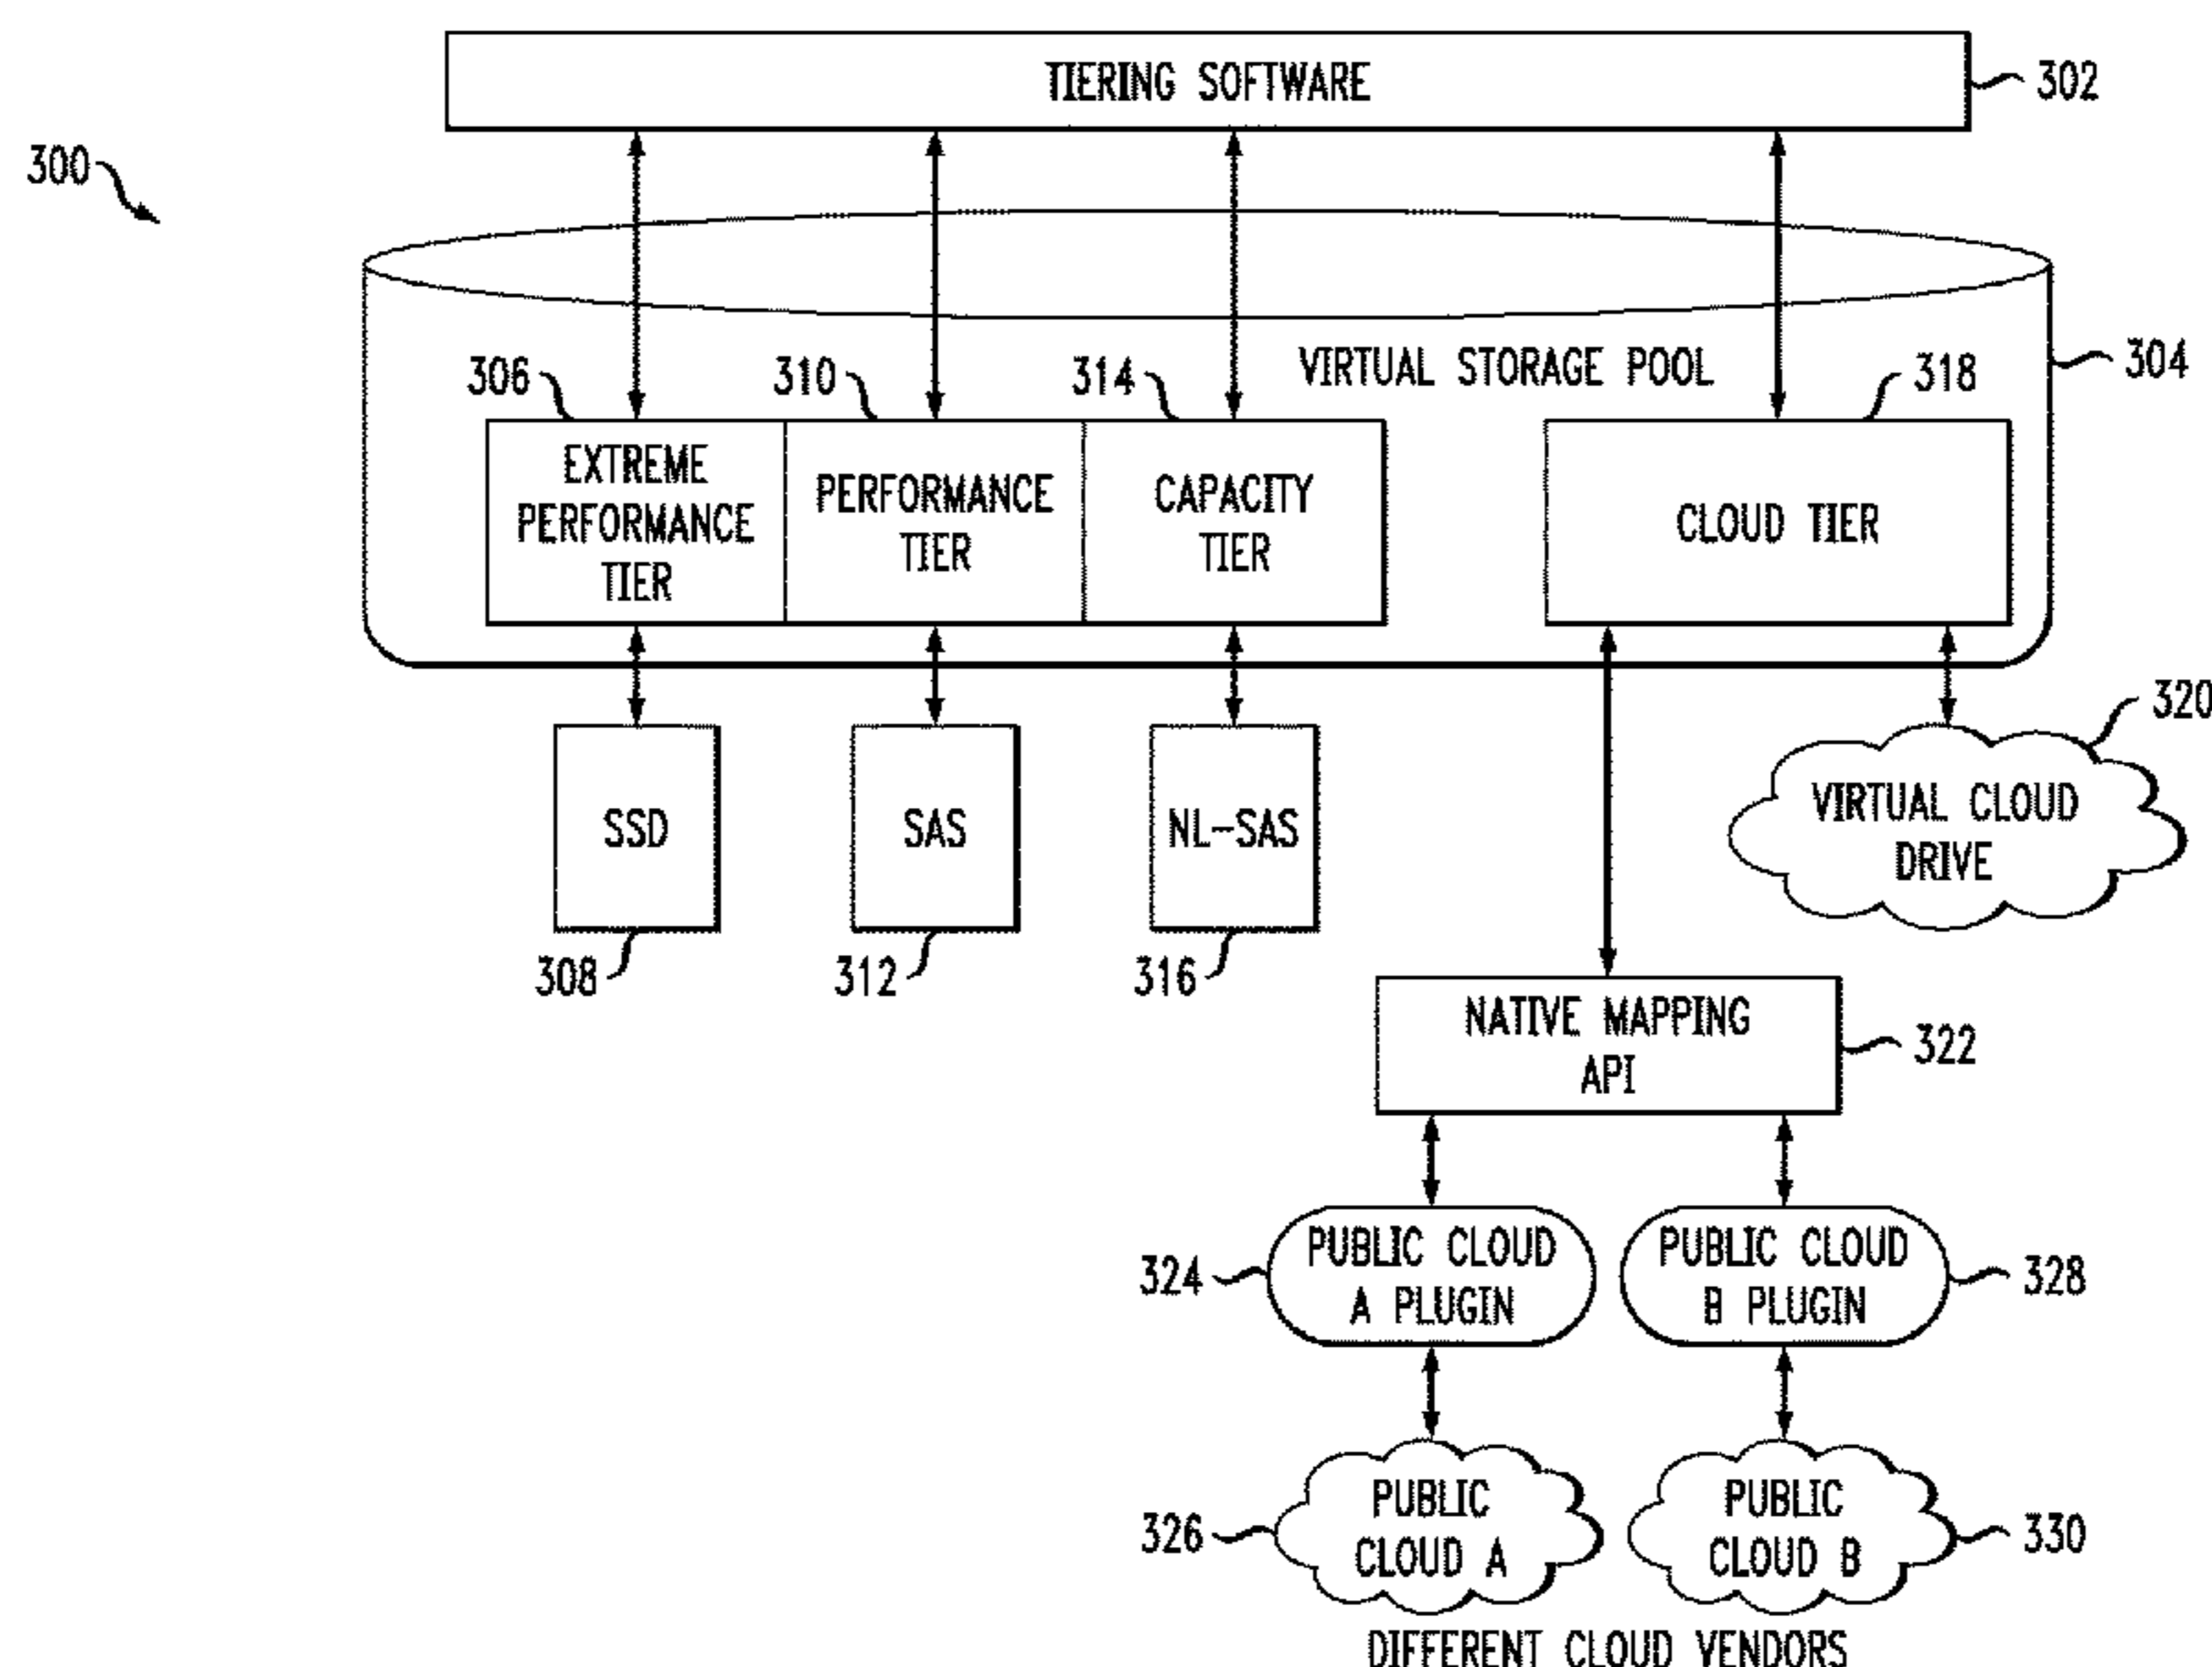 TIERING SOFTWARE
302
300
VIRTUAL STORAGE POOL
304
306
310
314
318
EXTREME
PERFORMANCE
TIER
PERFORMANCE
TIER
CAPACITY
TIER
CLOUD TIER
320
SSD
SAS
NL-SAS
VIRTUAL CLOUD
DRIVE
308
312
316
NATIVE MAPPING
API
322
324
PUBLIC CLOUD
A PLUGIN
PUBLIC CLOUD
B PLUGIN
328
326
PUBLIC
CLOUD A
PUBLIC
CLOUD B
330
DIFFERENT CLOUD VENDORS